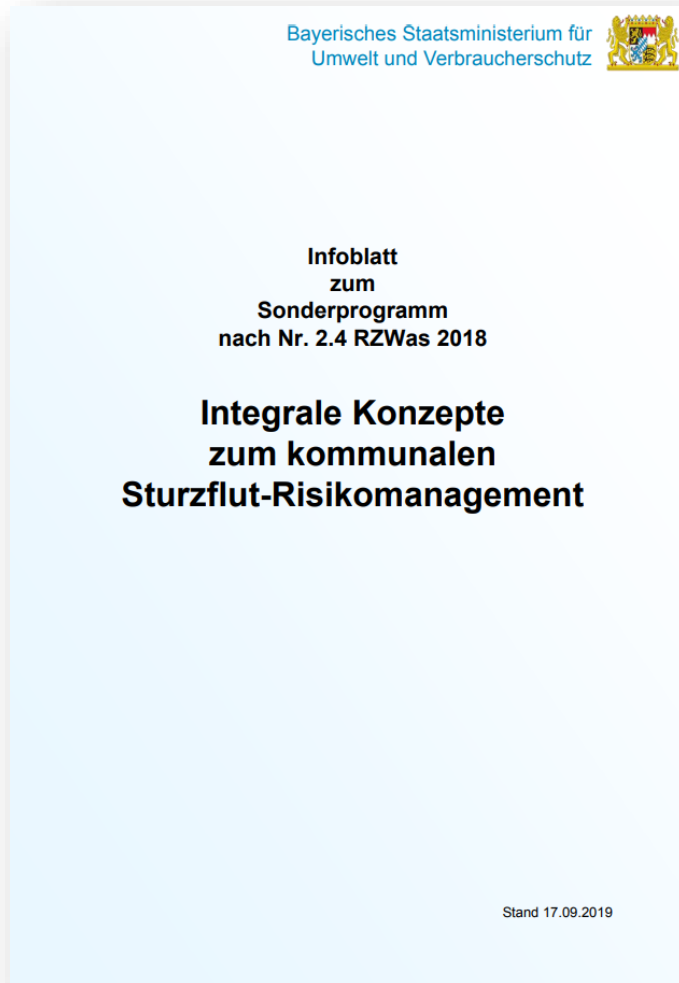 Bayerisches Staatsministerium für
Umwelt und Verbraucherschutz
Infoblatt
zum
Sonderprogramm
nach Nr. 2.4 RZWas 2018
Integrale Konzepte
zum kommunalen
Sturzflut-Risikomanagement
Stand 17.09.2019